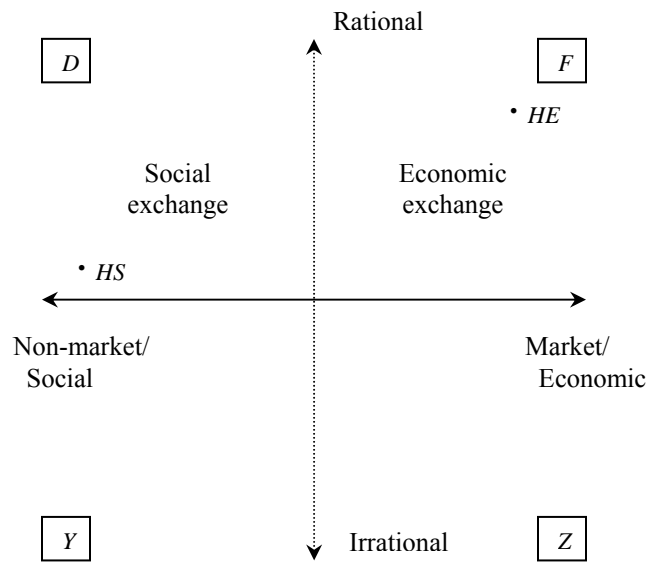 Rational
D
F
HE
Social
exchange
Economic
exchange
HS
Non-market/
Social
Market/
Economic
Y
Irrational
Z